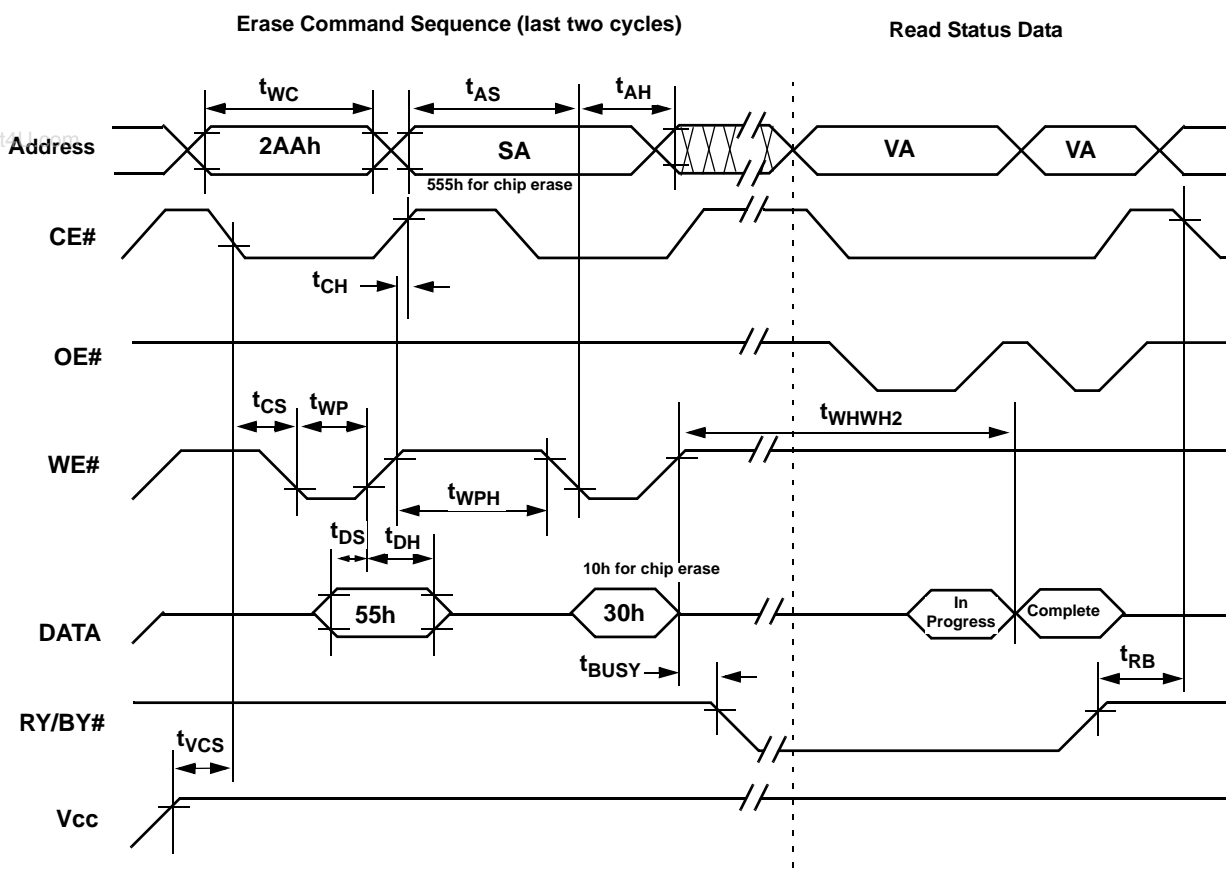 Erase Command Sequence (last two cycles)
Read Status Data
tWC
tAS
tAH
Address
2AAh
SA
VA
VA
555h for chip erase
CE#
tCH
OE#
tCS
tWP
tWHWH2
WE#
tWPH
tDS
tDH
10h for chip erase
DATA
55h
30h
In
Progress
Complete
tBUSY
tRB
RY/BY#
tVCS
Vcc